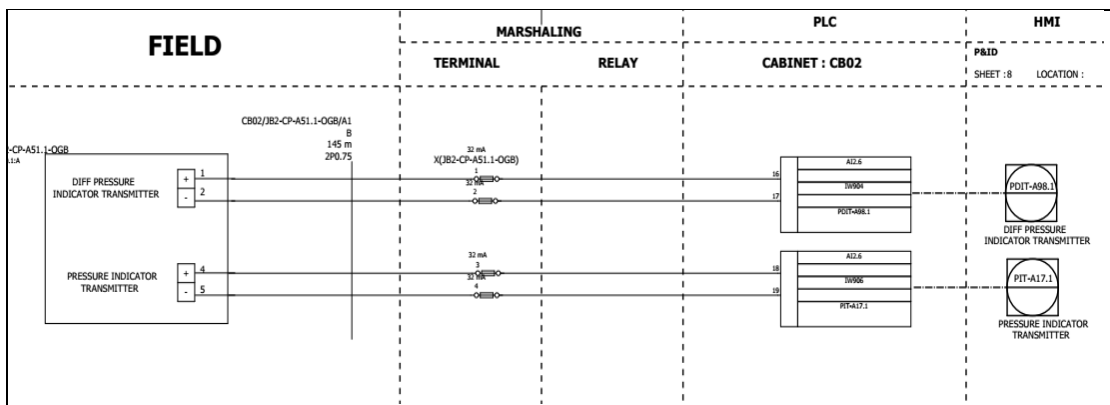 FIELD
MARSHALING
TERMINAL
RELAY
PLC
CABINET : CB02
HMI
P&ID
SHEET :8 LOCATION :
CB02/JB2-CP-A51.1-OGB/A1
B
145 m
2P0.75
-CP-A51.1-OGB
DIFF PRESSURE
INDICATOR TRANSMITTER
+ 1
- 2
32 mA
X(JB2-CP-A51.1-OGB)
1
32 mA
2
16
17
AI2.6
IW904
PDIT-A98.1
PDIT-A98.1
DIFF PRESSURE
INDICATOR TRANSMITTER
PRESSURE INDICATOR
TRANSMITTER
+ 4
- 5
32 mA
3
32 mA
4
18
19
AI2.6
IW906
PIT-A17.1
PIT-A17.1
PRESSURE INDICATOR
TRANSMITTER